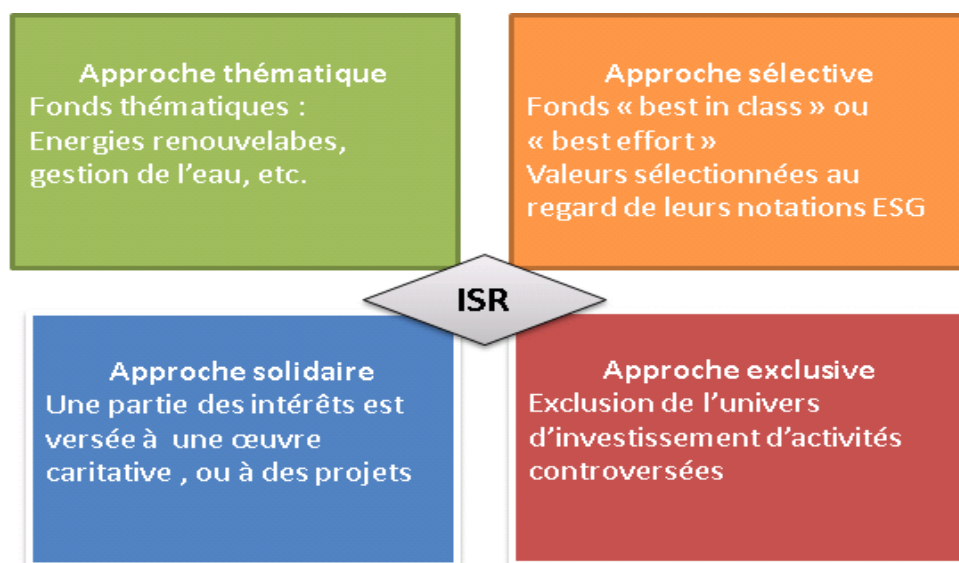 Approche thématique
Fonds thématiques :
Energies renouvelabes,
gestion de l'eau, etc.
Approche sélective
Fonds « best in class » ou
« best effort »
Valeurs sélectionnées au
regard de leurs notations ESG
ISR
Approche solidaire
Une partie des intérêts est
versée à une œuvre
caritative , ou à des projets
Approche exclusive
Exclusion de l'univers
d'investissement d'activités
controversées